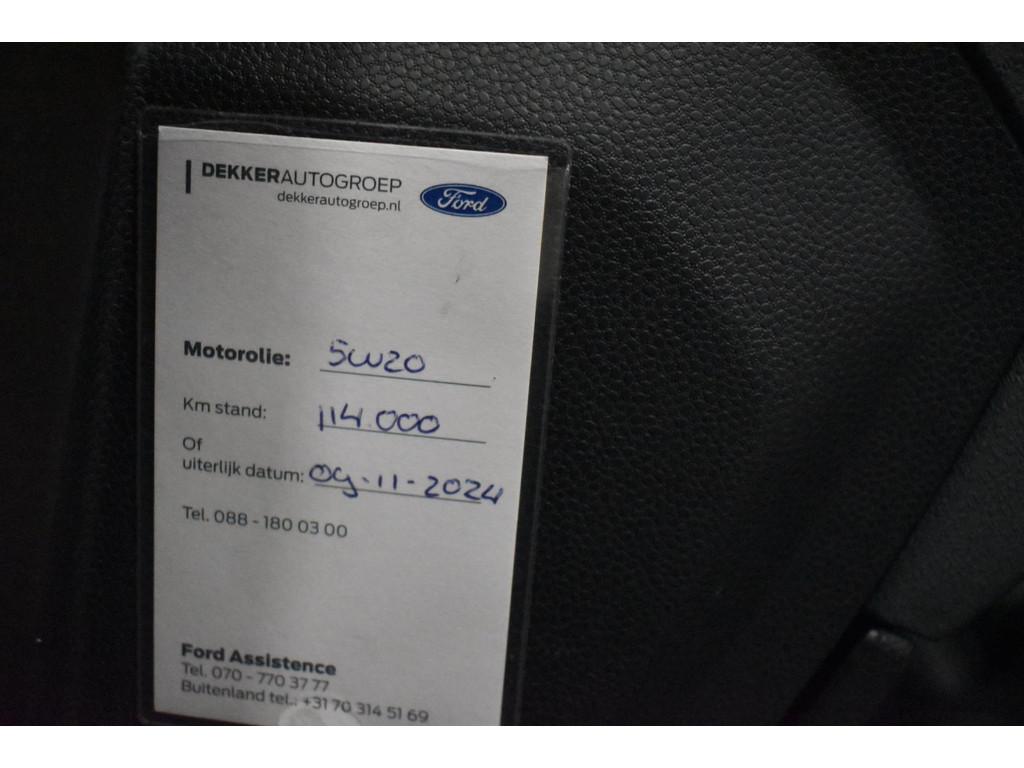 DEKKERAUTOGROEP
dekkerautogroep.nl
Ford
Motorolie: 5W20
Km stand: 114.000
Of
uiterlijk datum: 09-11-2024
Tel. 088 - 180 03 00
Ford Assistence
Tel. 070 - 770 37 77
Buitenland tel.: +31 70 314 51 69